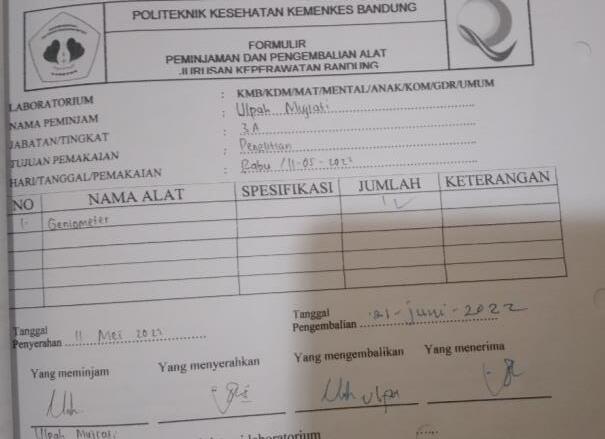 POLITEKNIK KESEHATAN KEMENKES BANDUNG
FORMULIR
PEMINJAMAN DAN PENGEMBALIAN ALAT
JURUSAN KEPERAWATAN BANDUNG
LABORATORIUM : KMB/KDM/MAT/MENTAL/ANAK/KOM/GDR/UMUM
NAMA PEMINJAM : Ulpah
JABATAN/TINGKAT : 3A
TUJUAN PEMAKAIAN : Penelitian
HARI/TANGGAL/PEMAKAIAN : Rabu / 11-05-2022
NO NAMA ALAT SPESIFIKASI JUMLAH KETERANGAN
1. Geniometer 1
Tanggal Penyerahan 11 Mei 2022
Tanggal Pengembalian 21-juni-2022
Yang meminjam Yang menyerahkan Yang mengembalikan Yang menerima
Ulpah
laboratorium